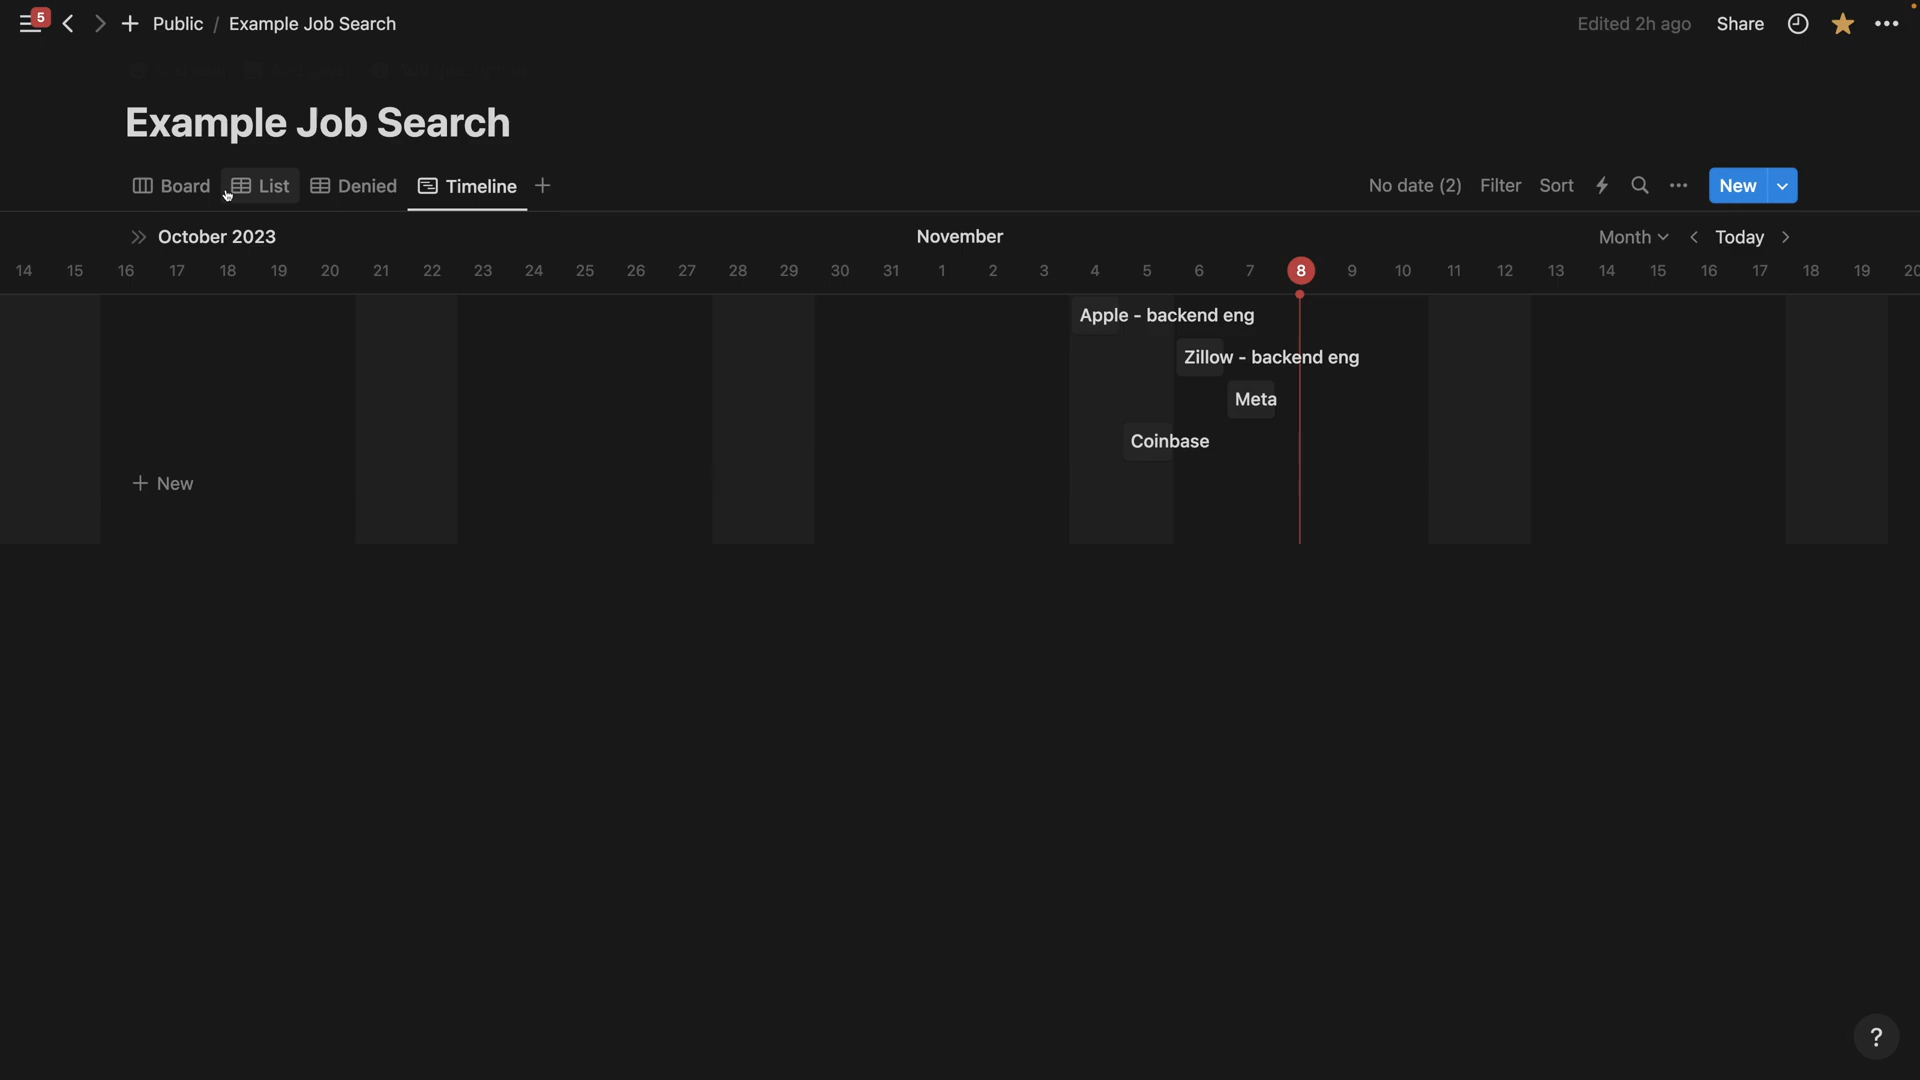 5
Public / Example Job Search
Edited 2h ago
Share
Example Job Search
Board
List
Denied
Timeline
No date (2)
Filter
Sort
New
October 2023
November
Month
Today
14 15 16 17 18 19 20 21 22 23 24 25 26 27 28 29 30 31 1 2 3 4 5 6 7 8 9 10 11 12 13 14 15 16 17 18 19 20
Apple - backend eng
Zillow - backend eng
Meta
Coinbase
+ New
?